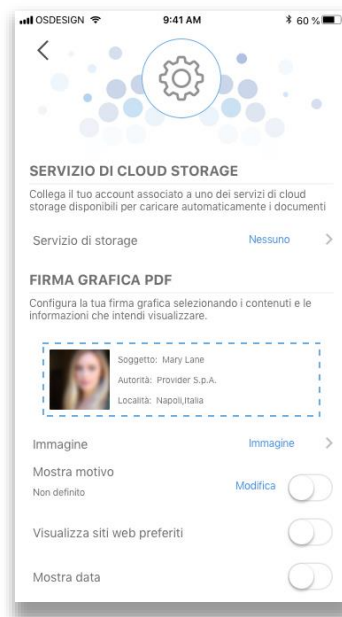 OSDESIGN 9:41 AM 60 %
SERVIZIO DI CLOUD STORAGE
Collega il tuo account associato a uno dei servizi di cloud
storage disponibili per caricare automaticamente i documenti
Servizio di storage Nessuno
FIRMA GRAFICA PDF
Configura la tua firma grafica selezionando i contenuti e le
informazioni che intendi visualizzare.
Soggetto: Mary Lane
Autorità: Provider S.p.A.
Località: Napoli,Italia
Immagine Immagine
Mostra motivo
Non definito Modifica
Visualizza siti web preferiti
Mostra data